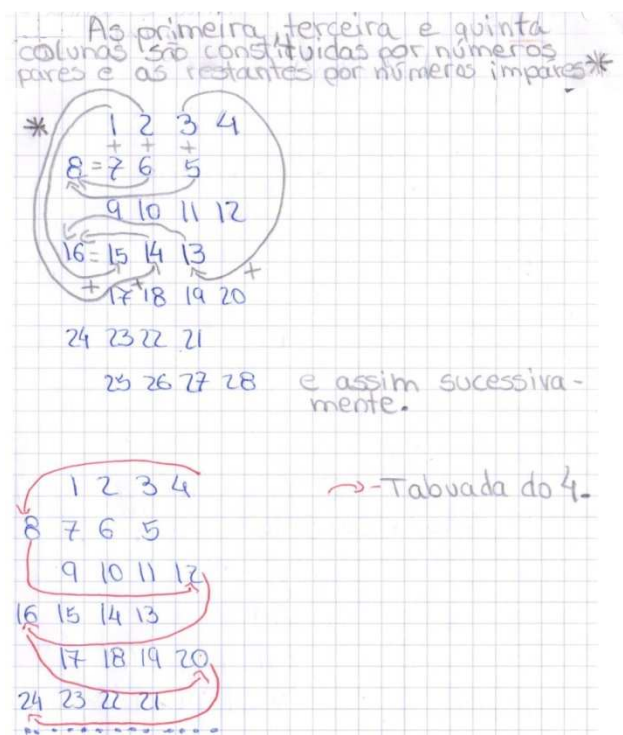 As primeira, terceira e quinta
colunas são constituidas por números
pares e as restantes por números impares*
* 1 2 3 4
+ + +
8 = 7 6 5
9 10 11 12
16 = 15 14 13
+ + +
17 18 19 20
24 23 22 21
25 26 27 28 e assim sucessiva-
mente.
1 2 3 4 → - Tabuada do 4.
8 7 6 5
9 10 11 12
16 15 14 13
17 18 19 20
24 23 22 21